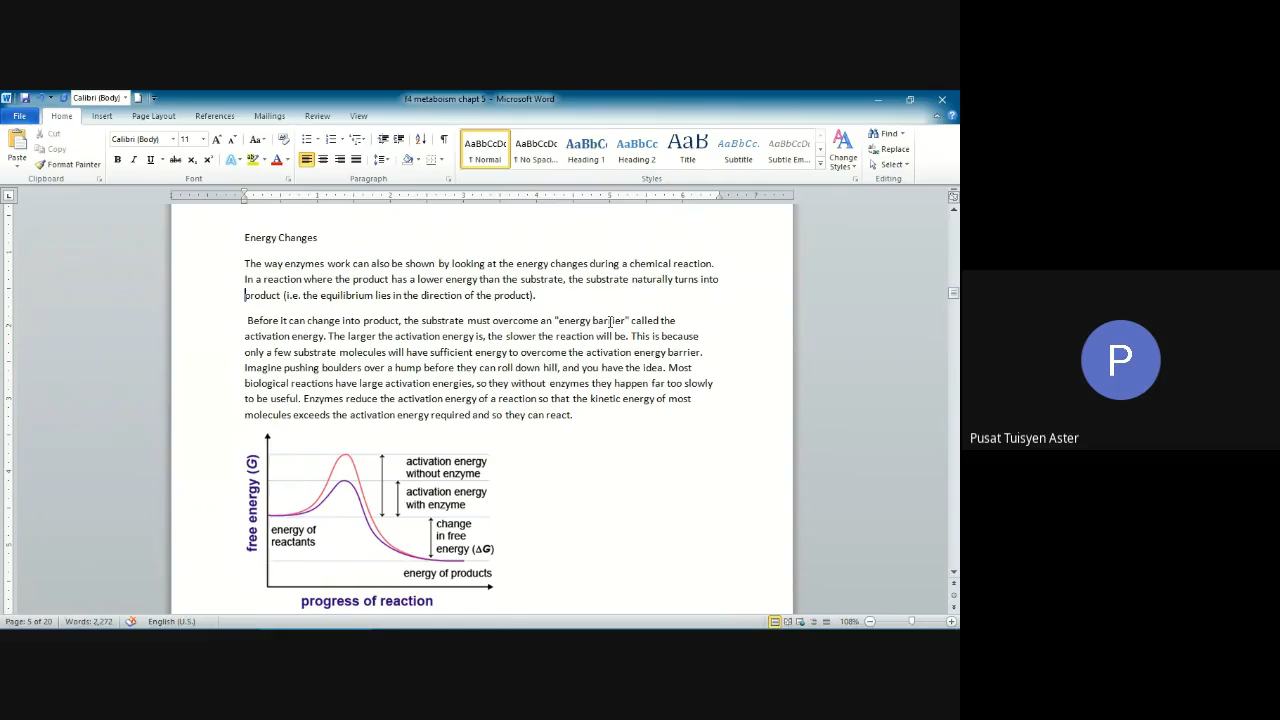 Calibri (Body)
f4 metaboism chapt 5 - Microsoft Word
File Home Insert Page Layout References Mailings Review View
Paste
Cut
Copy
Format Painter
Clipboard
Calibri (Body) 11
B I U abc x₂ x² A
Font
Paragraph
AaBbCcDc AaBbCcDc AaBbC AaBbCc AaB AaBbCc. AaBbCcDc
¶ Normal ¶ No Spac... Heading 1 Heading 2 Title Subtitle Subtle Em...
Styles
Change
Styles
Find
Replace
Select
Editing
Energy Changes
The way enzymes work can also be shown by looking at the energy changes during a chemical reaction.
In a reaction where the product has a lower energy than the substrate, the substrate naturally turns into
product (i.e. the equilibrium lies in the direction of the product).
Before it can change into product, the substrate must overcome an "energy barrier" called the
activation energy. The larger the activation energy is, the slower the reaction will be. This is because
only a few substrate molecules will have sufficient energy to overcome the activation energy barrier.
Imagine pushing boulders over a hump before they can roll down hill, and you have the idea. Most
biological reactions have large activation energies, so they without enzymes they happen far too slowly
to be useful. Enzymes reduce the activation energy of a reaction so that the kinetic energy of most
molecules exceeds the activation energy required and so they can react.
free energy (G)
activation energy
without enzyme
activation energy
with enzyme
change
in free
energy (ΔG)
energy of
reactants
energy of products
progress of reaction
Page: 5 of 20 Words: 2,272 English (U.S.) 108%
P
Pusat Tuisyen Aster